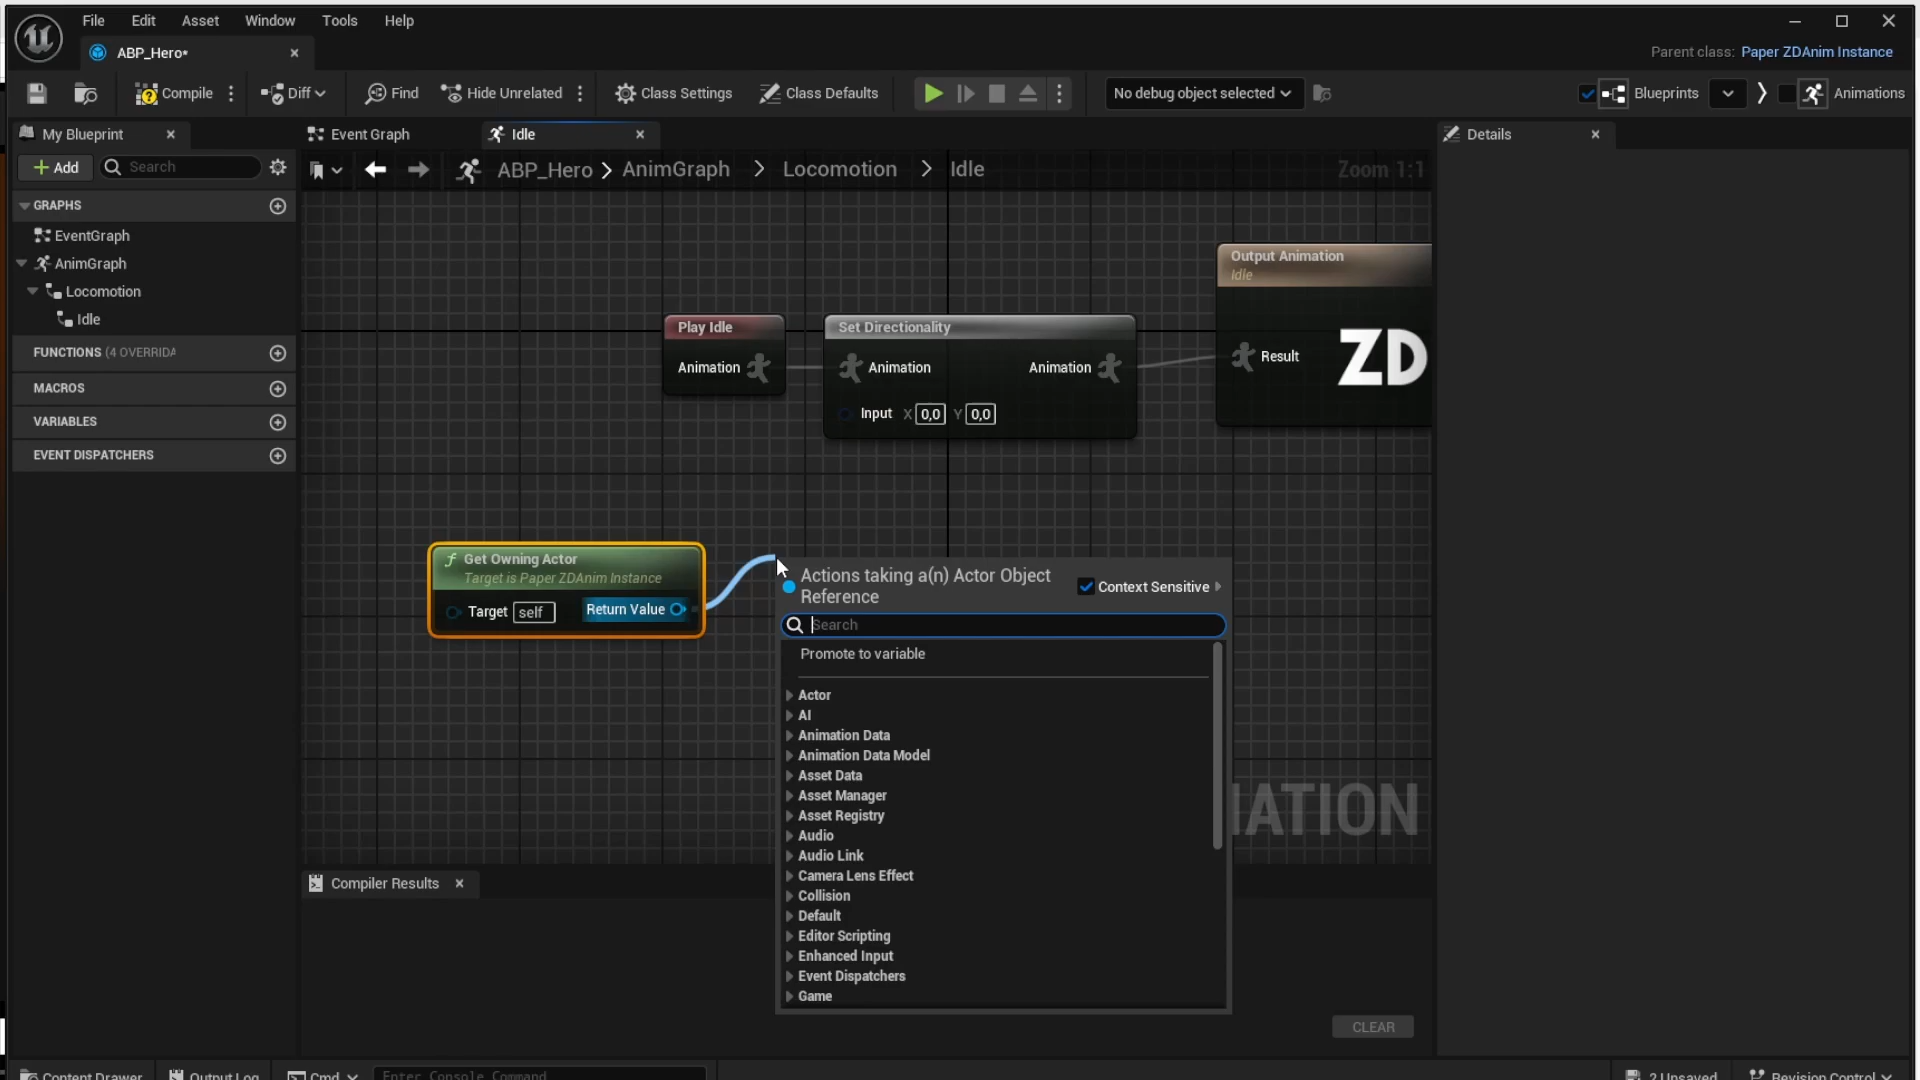 File Edit Asset Window Tools Help
ABP_Hero*
Parent class: Paper ZDAnim Instance
Compile Diff Find Hide Unrelated Class Settings Class Defaults No debug object selected Blueprints Animations
My Blueprint
Event Graph Idle
Details
Add Search
ABP_Hero > AnimGraph > Locomotion > Idle
Zoom 1:1
GRAPHS
EventGraph
AnimGraph
Locomotion
Idle
FUNCTIONS (4 OVERRIDA
MACROS
VARIABLES
EVENT DISPATCHERS
Play Idle
Animation
Set Directionality
Animation Animation
Input X 0,0 Y 0,0
Output Animation
Idle
Result ZD
Get Owning Actor
Target is Paper ZDAnim Instance
Target self Return Value
Actions taking a(n) Actor Object
Reference
Context Sensitive
Search
Promote to variable
Actor
AI
Animation Data
Animation Data Model
Asset Data
Asset Manager
Asset Registry
Audio
Audio Link
Camera Lens Effect
Collision
Default
Editor Scripting
Enhanced Input
Event Dispatchers
Game
MATION
Compiler Results
CLEAR
Content Drawer Output Log Cmd Enter Console Command 2 Unsaved Revision Control